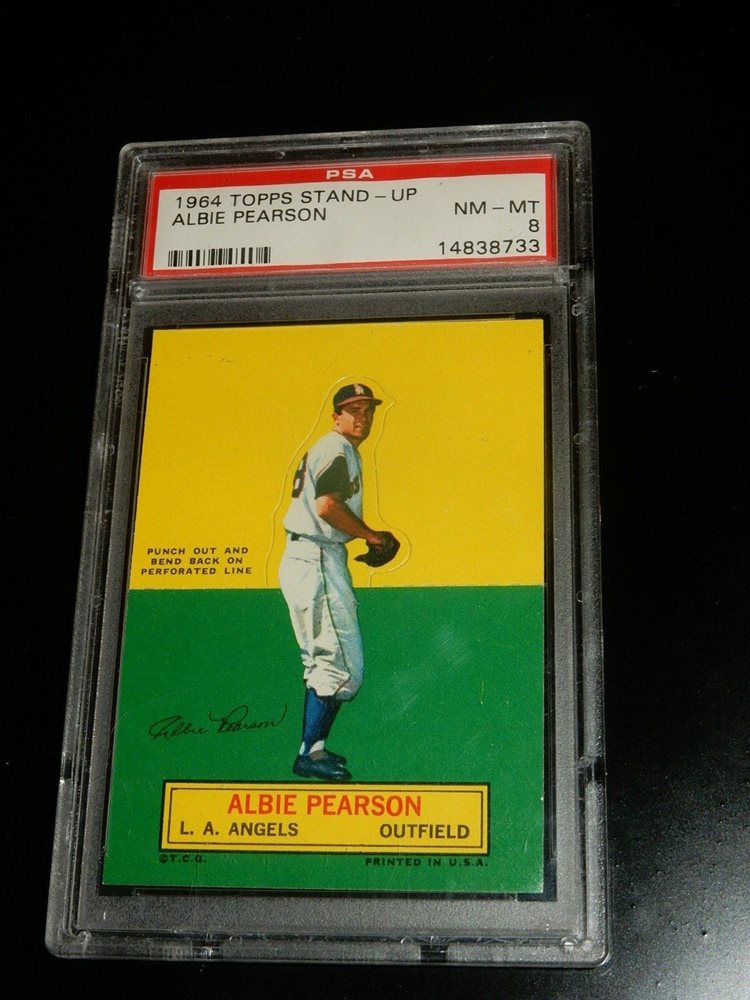 PSA
1964 TOPPS STAND-UP
ALBIE PEARSON
NM-MT
8
14838733
PUNCH OUT AND
BEND BACK ON
PERFORATED LINE
Albie Pearson
ALBIE PEARSON
L. A. ANGELS OUTFIELD
©T.C.G. PRINTED IN U.S.A.